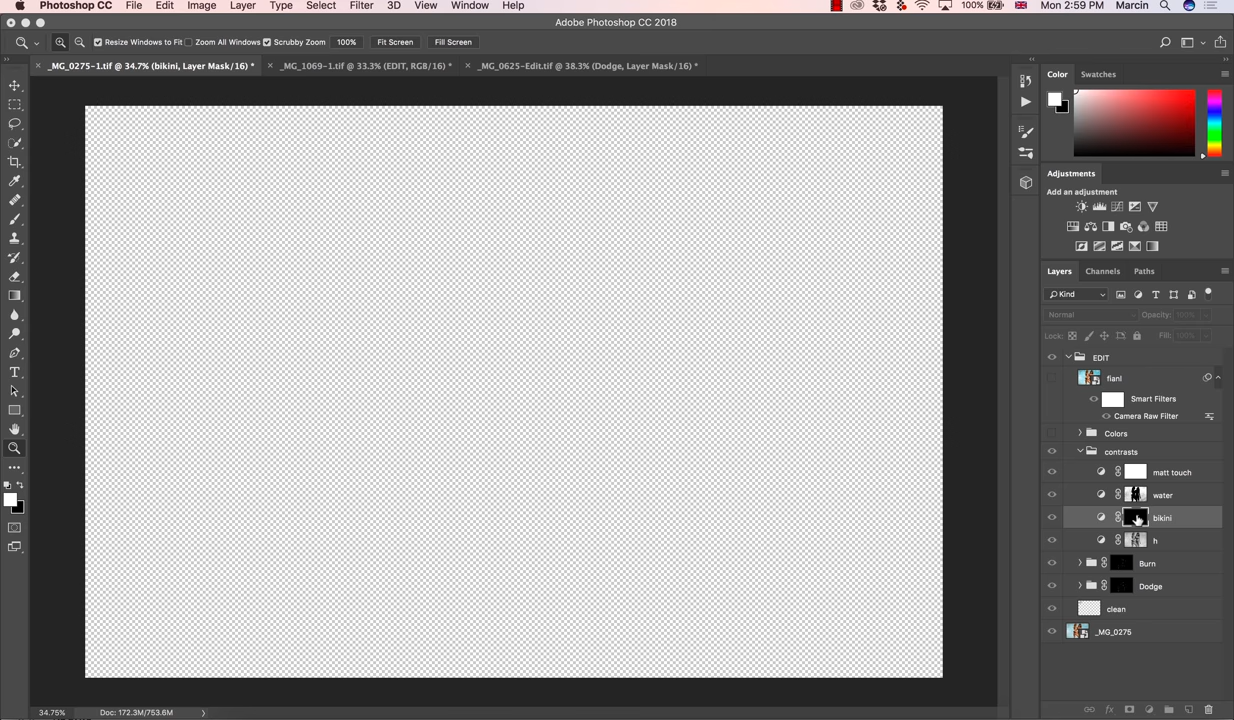 Photoshop CC File Edit Image Layer Type Select Filter 3D View Window Help 100% Mon 2:59 PM Marcin
Adobe Photoshop CC 2018
Resize Windows to Fit Zoom All Windows Scrubby Zoom 100% Fit Screen Fill Screen
_MG_0275-1.tif @ 34.7% (bikini, Layer Mask/16) * _MG_1069-1.tif @ 33.3% (EDIT, RGB/16) * _MG_0625-Edit.tif @ 38.3% (Dodge, Layer Mask/16) *
Color Swatches
Adjustments
Add an adjustment
Layers Channels Paths
Kind
Normal Opacity: 100%
Lock: Fill: 100%
EDIT
fianl
Smart Filters
Camera Raw Filter
Colors
contrasts
matt touch
water
bikini
h
Burn
Dodge
clean
_MG_0275
34.75% Doc: 172.3M/753.6M